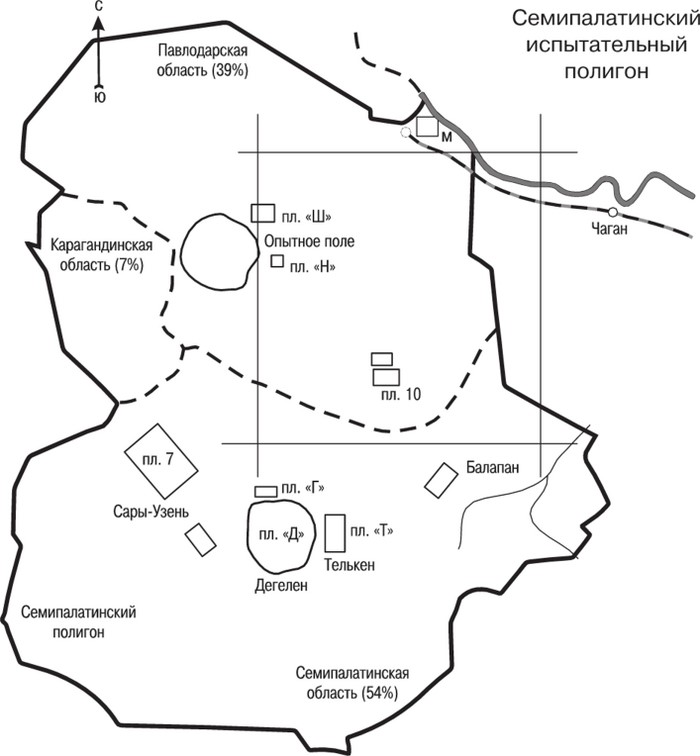 Семипалатинский
испытательный
полигон
С
Ю
Павлодарская
область (39%)
М
Чаган
пл. «Ш»
Опытное поле
пл. «Н»
Карагандинская
область (7%)
пл. 10
пл. 7
Сары-Узень
Балапан
пл. «Г»
пл. «Д»
пл. «Т»
Телькен
Дегелен
Семипалатинский
полигон
Семипалатинская
область (54%)